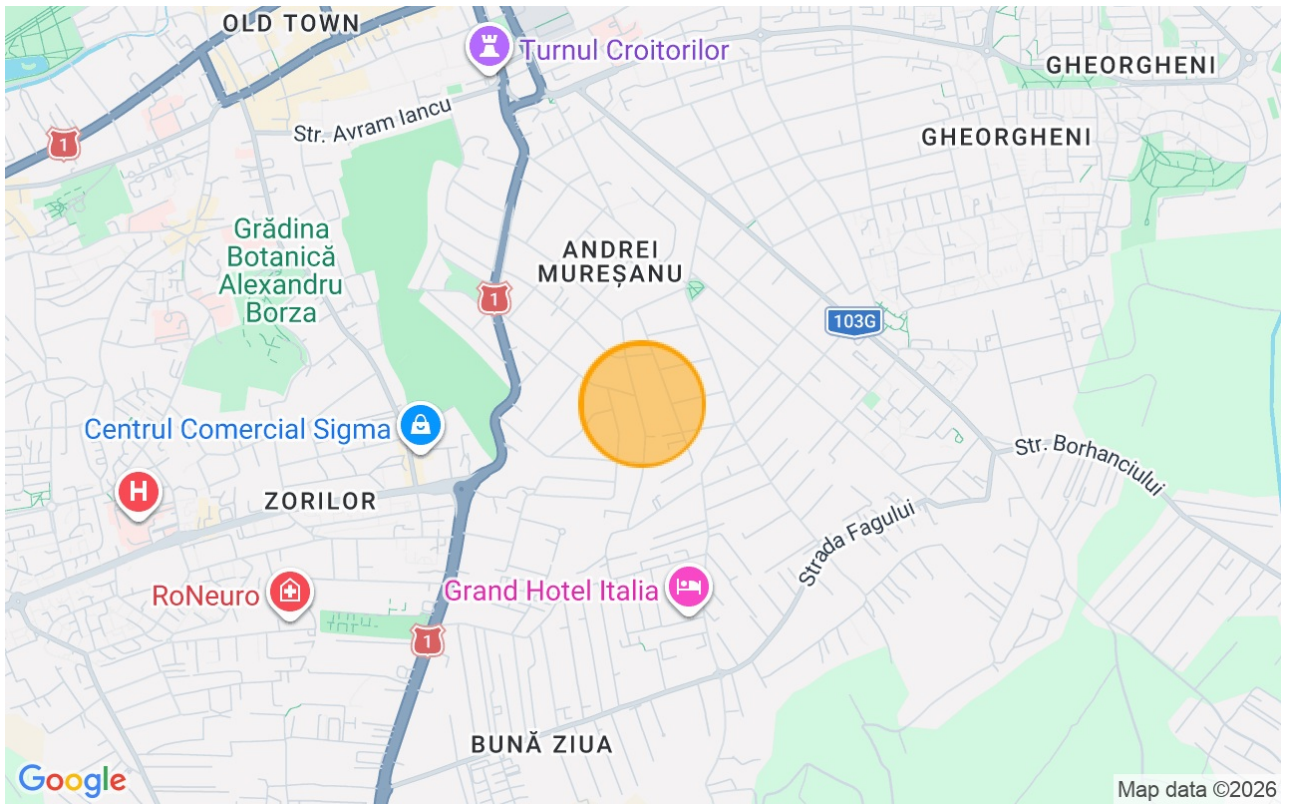 OLD TOWN
Turnul Croitorilor
GHEORGHENI
Str. Avram Iancu
1
GHEORGHENI
Grădina
Botanică
Alexandru
Borza
ANDREI
MUREȘANU
1
103G
Centrul Comercial Sigma
Str. Borhanciului
H
ZORILOR
Strada Fagului
RoNeuro
Grand Hotel Italia
1
BUNĂ ZIUA
Google
Map data ©2026